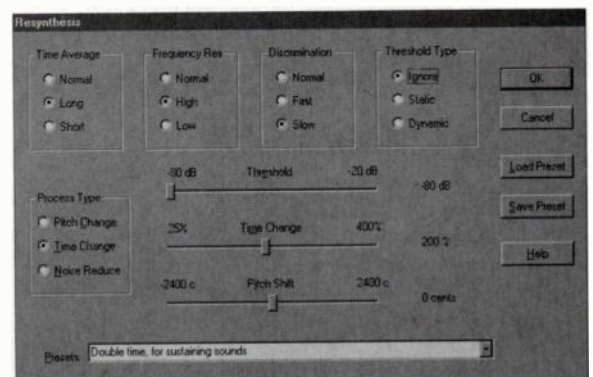 Resynthesis
Time Average
Normal
Long
Short
Frequency Res
Normal
High
Low
Discrimination
Normal
Fast
Slow
Threshold Type
Ignore
Static
Dynamic
OK
Cancel
Load Preset
Save Preset
Help
Process Type
Pitch Change
Time Change
Noise Reduce
-80 dB Threshold -20 dB -80 dB
25% Time Change 400% 200 %
-2400 c Pitch Shift 2400 c 0 cents
Presets: Double time, for sustaining sounds